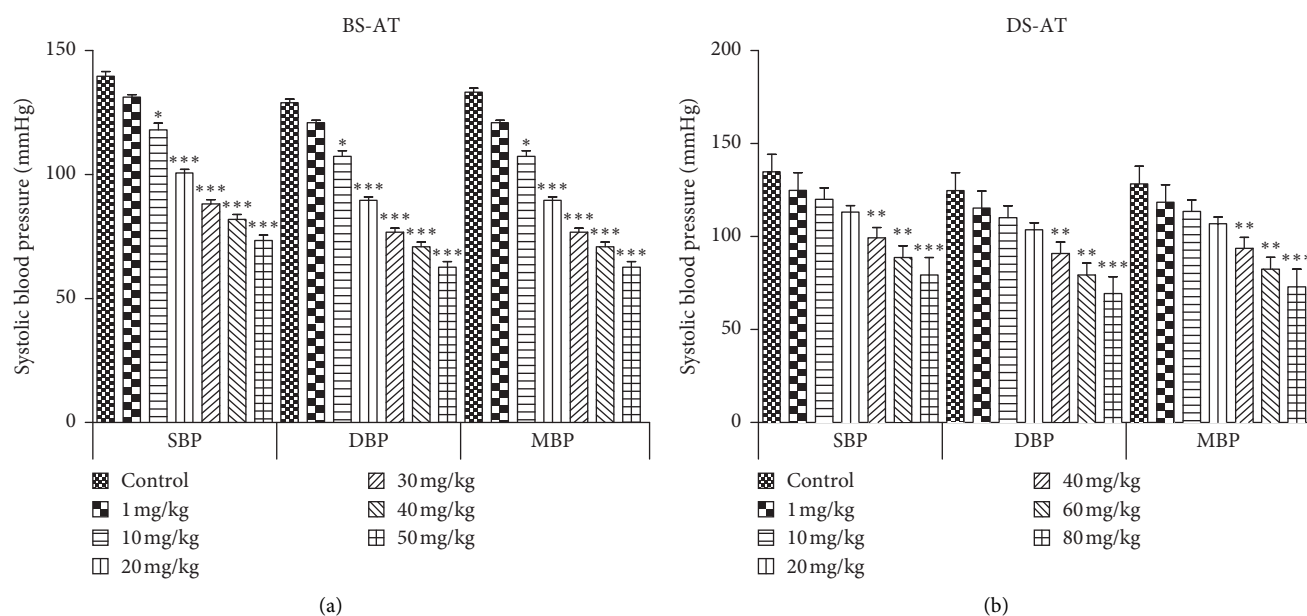 BS-AT
150
100
50
0
Systolic blood pressure (mmHg)
*
***
***
***
***
*
***
***
***
***
*
***
***
***
***
SBP
DBP
MBP
Control
1 mg/kg
10 mg/kg
20 mg/kg
30 mg/kg
40 mg/kg
50 mg/kg
(a)
DS-AT
200
150
100
50
0
Systolic blood pressure (mmHg)
**
**
***
**
**
***
**
**
***
SBP
DBP
MBP
Control
1 mg/kg
10 mg/kg
20 mg/kg
40 mg/kg
60 mg/kg
80 mg/kg
(b)